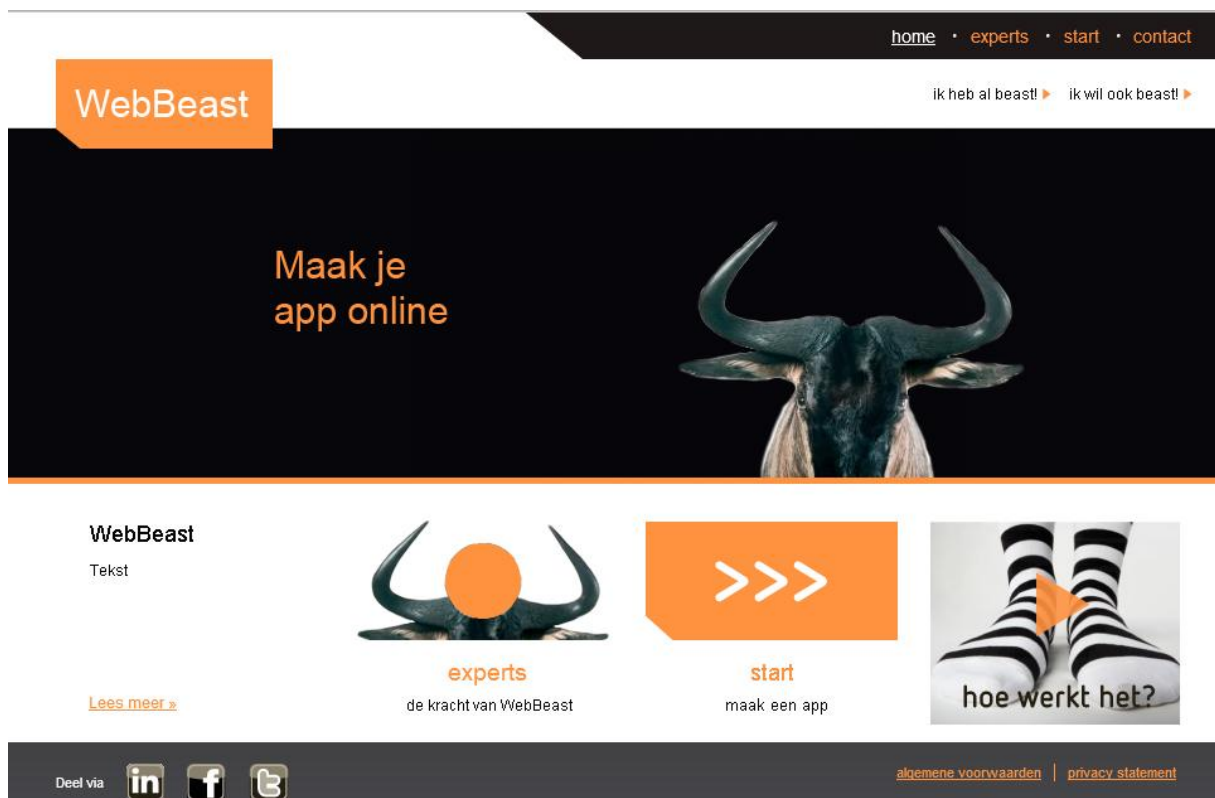 home · experts · start · contact
WebBeast
ik heb al beast! ik wil ook beast!
Maak je
app online
WebBeast
Tekst
Lees meer »
>>>
experts
de kracht van WebBeast
start
maak een app
hoe werkt het?
Deel via
in f t
algemene voorwaarden | privacy statement